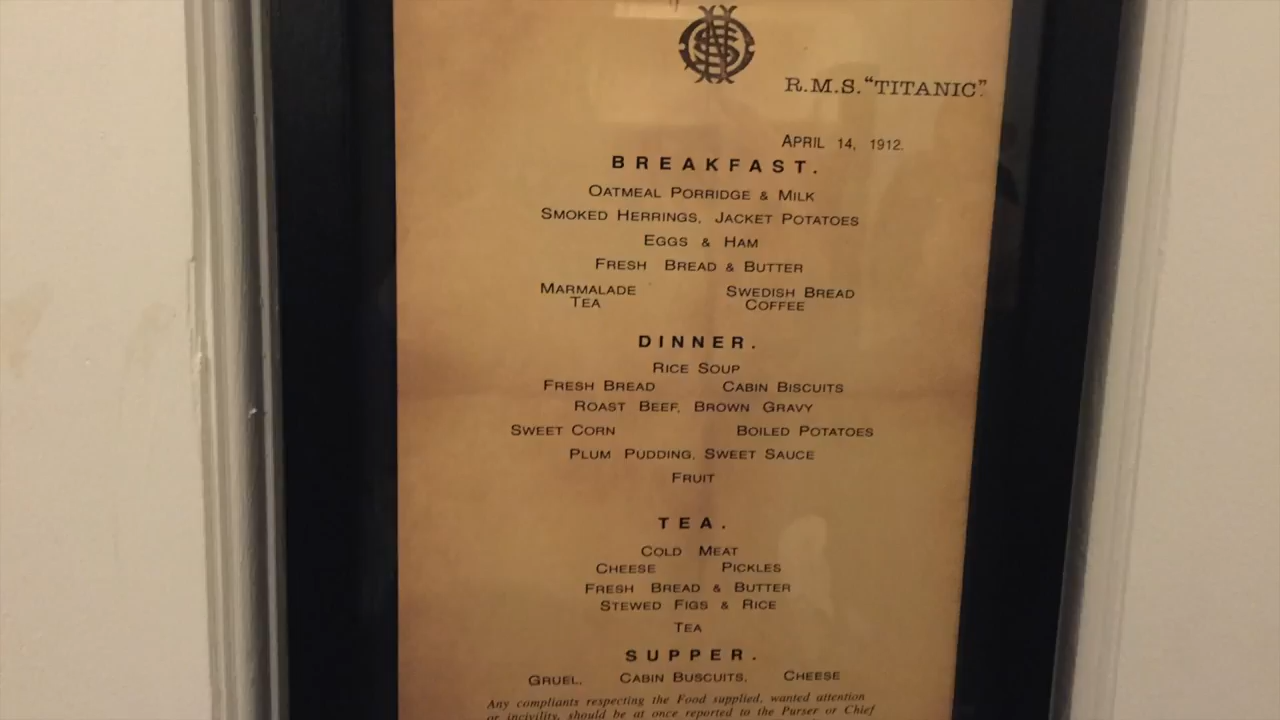 R.M.S. "TITANIC".
APRIL 14, 1912.
BREAKFAST.
OATMEAL PORRIDGE & MILK
SMOKED HERRINGS, JACKET POTATOES
EGGS & HAM
FRESH BREAD & BUTTER
MARMALADE SWEDISH BREAD
TEA COFFEE
DINNER.
RICE SOUP
FRESH BREAD CABIN BISCUITS
ROAST BEEF, BROWN GRAVY
SWEET CORN BOILED POTATOES
PLUM PUDDING, SWEET SAUCE
FRUIT
TEA.
COLD MEAT
CHEESE PICKLES
FRESH BREAD & BUTTER
STEWED FIGS & RICE
TEA
SUPPER.
GRUEL, CABIN BUSCUITS, CHEESE
Any compliants respecting the Food supplied, wanted attention
or incivility, should be at once reported to the Purser or Chief